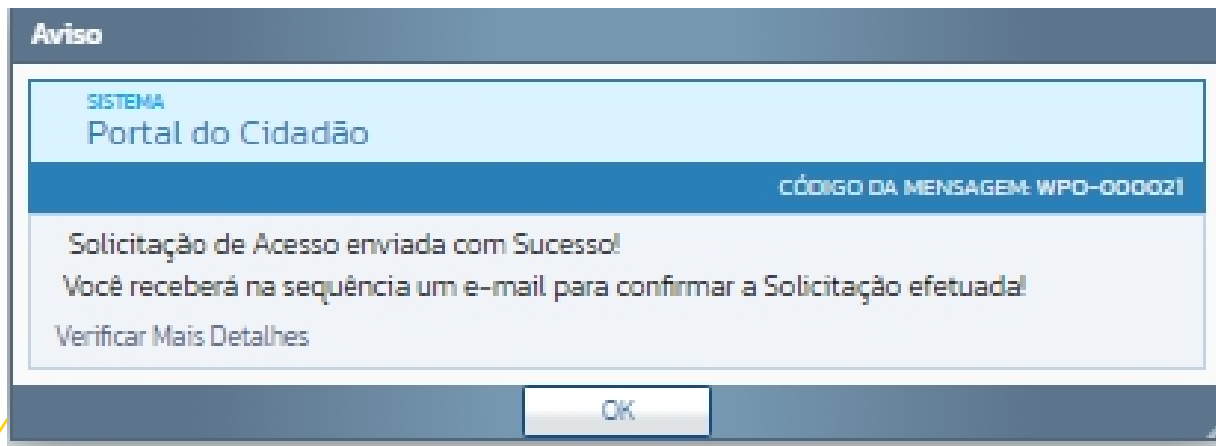 Aviso
SISTEMA
Portal do Cidadão
CÓDIGO DA MENSAGEM: WPO-000021
Solicitação de Acesso enviada com Sucesso!
Você receberá na sequência um e-mail para confirmar a Solicitação efetuada!
Verificar Mais Detalhes
OK